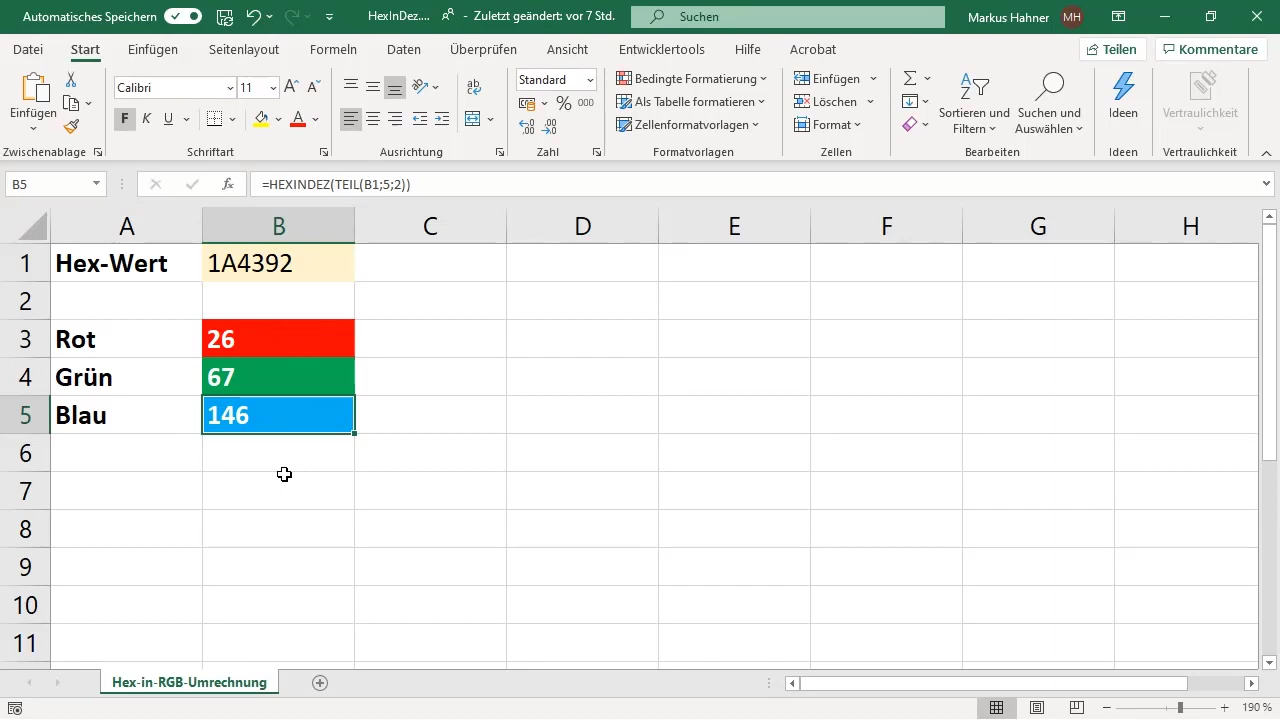 Automatisches Speichern
HexInDez.... - Zuletzt geändert: vor 7 Std.
Suchen
Markus Hahner MH
Datei Start Einfügen Seitenlayout Formeln Daten Überprüfen Ansicht Entwicklertools Hilfe Acrobat Teilen Kommentare
Einfügen
Zwischenablage
Calibri 11
F K U
Schriftart
ab
Ausrichtung
Standard
% 000
Zahl
Bedingte Formatierung
Als Tabelle formatieren
Zellenformatvorlagen
Formatvorlagen
Einfügen
Löschen
Format
Zellen
Sortieren und Filtern
Suchen und Auswählen
Bearbeiten
Ideen
Ideen
Vertraulichkeit
Vertraulichkeit
B5 fx =HEXINDEZ(TEIL(B1;5;2))
A B C D E F G H
1 Hex-Wert 1A4392
2
3 Rot 26
4 Grün 67
5 Blau 146
6
7
8
9
10
11
Hex-in-RGB-Umrechnung
190 %